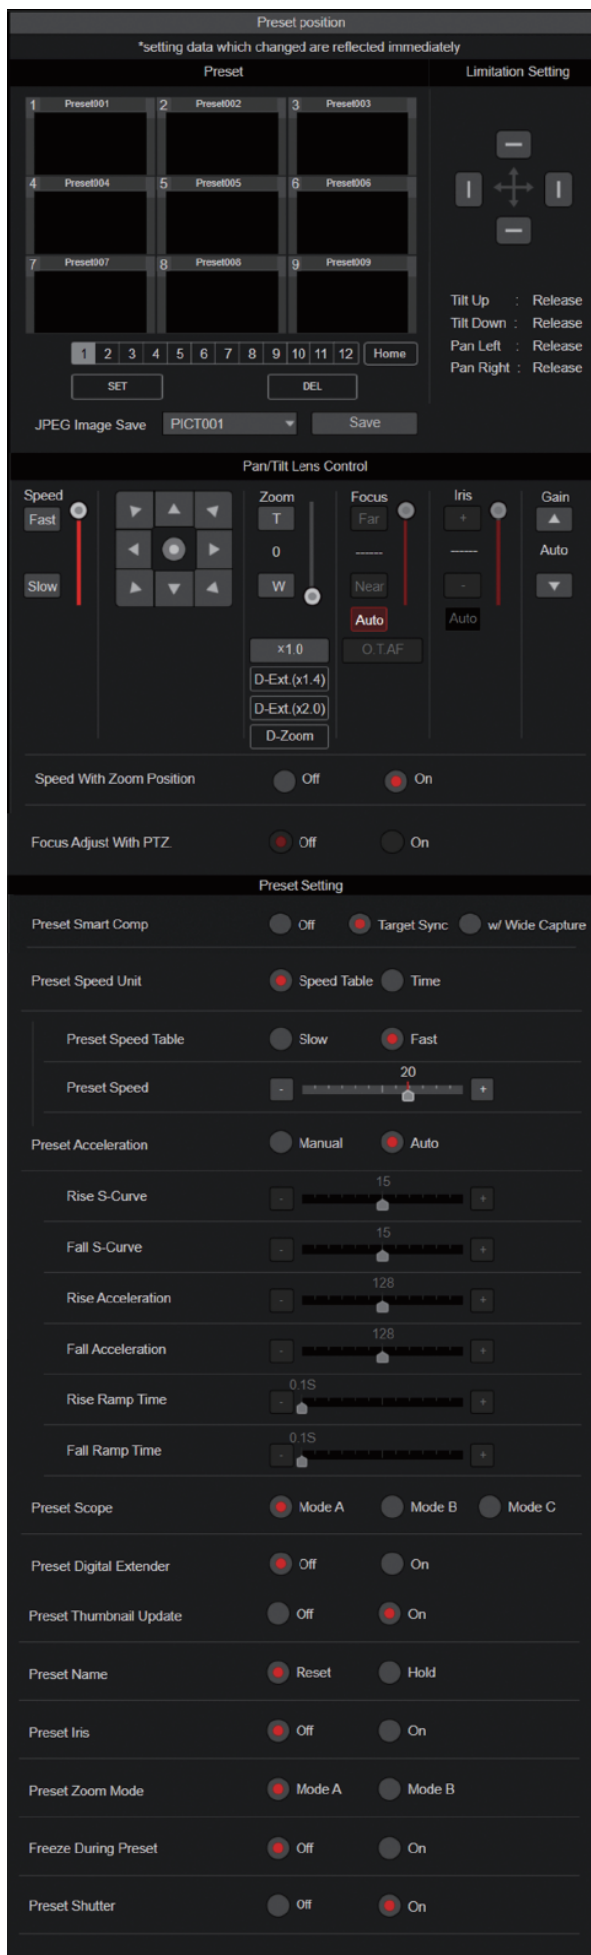 Preset position
*setting data which changed are reflected immediately
Preset
Limitation Setting
1 Preset001 2 Preset002 3 Preset003
4 Preset004 5 Preset005 6 Preset006
7 Preset007 8 Preset008 9 Preset009
Tilt Up : Release
Tilt Down : Release
Pan Left : Release
Pan Right : Release
1 2 3 4 5 6 7 8 9 10 11 12 Home
SET DEL
JPEG Image Save PICT001 Save
Pan/Tilt Lens Control
Speed
Fast
Slow
Zoom
T
0
W
×1.0
D-Ext.(x1.4)
D-Ext.(x2.0)
D-Zoom
Focus
Far
------
Near
Auto
O.T.AF
Iris
+
------
-
Auto
Gain
Auto
Speed With Zoom Position Off On
Focus Adjust With PTZ. Off On
Preset Setting
Preset Smart Comp Off Target Sync w/ Wide Capture
Preset Speed Unit Speed Table Time
Preset Speed Table Slow Fast
20
Preset Speed - +
Preset Acceleration Manual Auto
15
Rise S-Curve - +
15
Fall S-Curve - +
128
Rise Acceleration - +
128
Fall Acceleration - +
0.1S
Rise Ramp Time - +
0.1S
Fall Ramp Time - +
Preset Scope Mode A Mode B Mode C
Preset Digital Extender Off On
Preset Thumbnail Update Off On
Preset Name Reset Hold
Preset Iris Off On
Preset Zoom Mode Mode A Mode B
Freeze During Preset Off On
Preset Shutter Off On